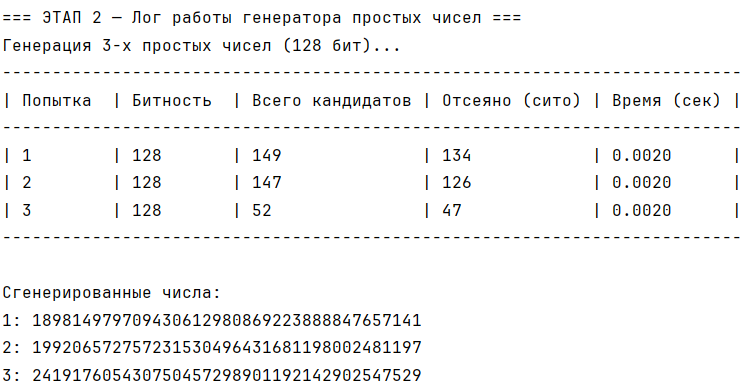 === ЭТАП 2 — Лог работы генератора простых чисел ===
Генерация 3-х простых чисел (128 бит)...
--------------------------------------------------------------------------
| Попытка  | Битность  | Всего кандидатов | Отсеяно (сито) | Время (сек) |
--------------------------------------------------------------------------
| 1        | 128       | 149              | 134            | 0.0020      |
| 2        | 128       | 147              | 126            | 0.0020      |
| 3        | 128       | 52               | 47             | 0.0020      |
--------------------------------------------------------------------------
Сгенерированные числа:
1: 189814979709430612980869223888847657141
2: 199206572757231530496431681198002481197
3: 241917605430750457298901192142902547529